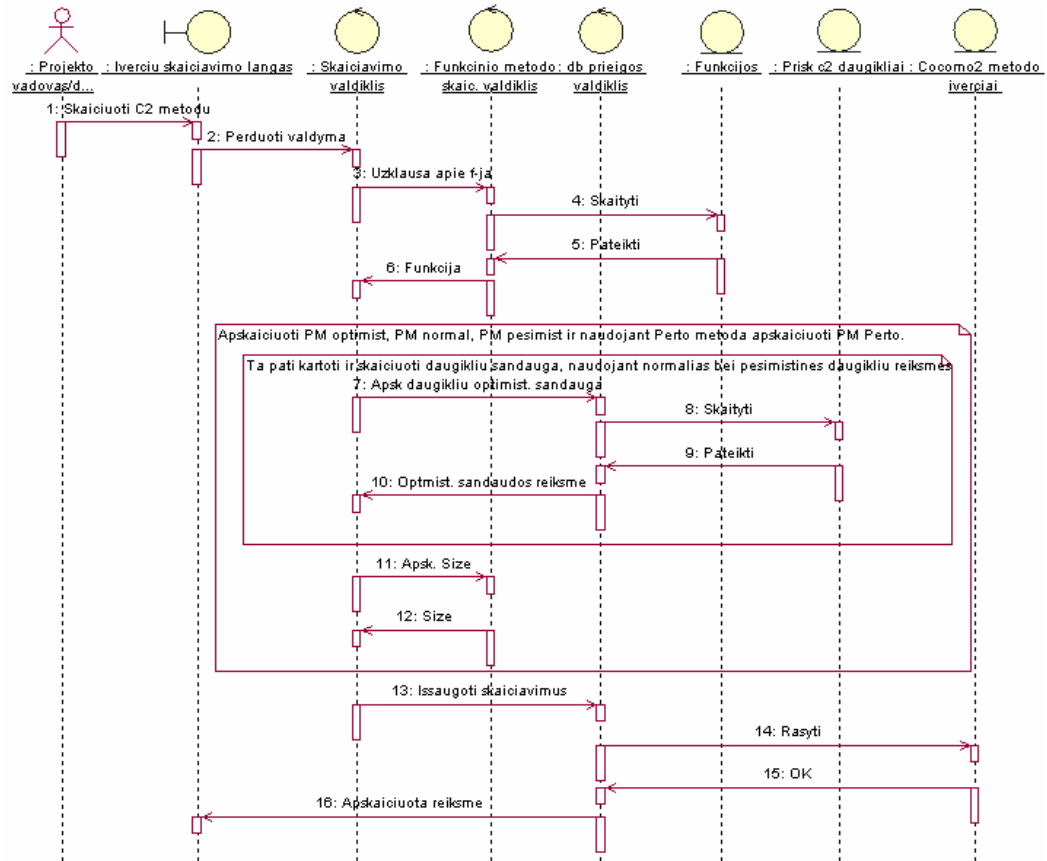 : Projekto
vadovas/d...
: Iverciu skaiciavimo langas
: Skaiciavimo
valdiklis
: Funkcinio metodo
skaic. valdiklis
: db prieigos
valdiklis
: Funkcijos
: Prisk c2 daugikliai
: Cocomo2 metodo
iverciai
1: Skaiciuoti C2 metodu
2: Perduoti valdyma
3: Uzklausa apie f-ja
4: Skaityti
5: Pateikti
6: Funkcija
Apskaiciuoti PM optimist, PM normal, PM pesimist ir naudojant Perto metoda apskaiciuoti PM Perto.
Ta pati kartoti ir skaiciuoti daugikliu sandauga, naudojant normalias bei pesimistines daugikliu reiksmes
7: Apsk daugikliu optimist. sandauga
8: Skaityti
9: Pateikti
10: Optmist. sandaudos reiksme
11: Apsk. Size
12: Size
13: Issaugoti skaiciavimus
14: Rasyti
15: OK
16: Apskaiciuota reiksme